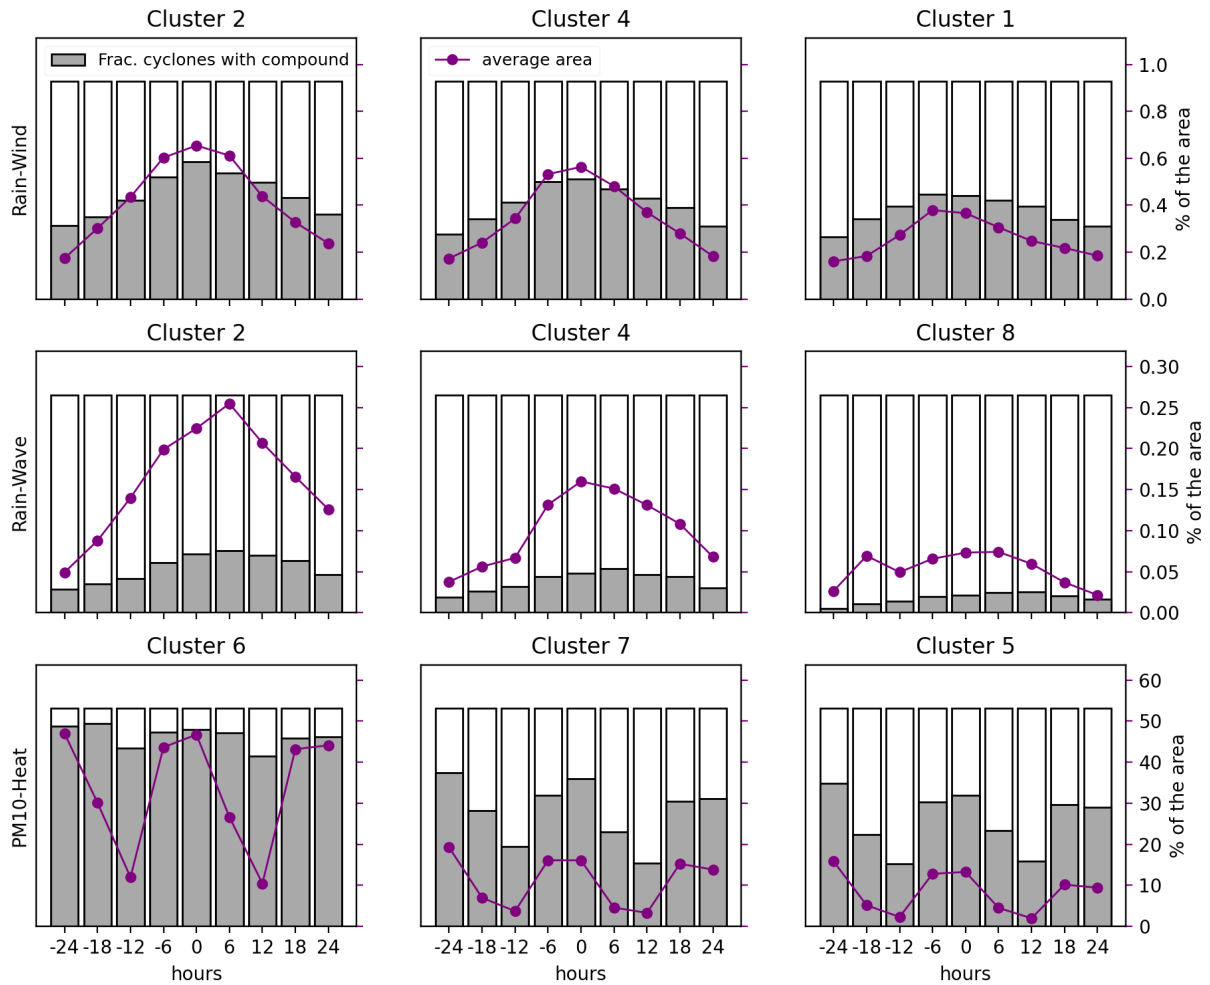 Cluster 2
Cluster 4
Cluster 1
Frac. cyclones with compound
average area
Rain-Wind
1.0
0.8
0.6
0.4
0.2
0.0
% of the area
Cluster 2
Cluster 4
Cluster 8
Rain-Wave
0.30
0.25
0.20
0.15
0.10
0.05
0.00
% of the area
Cluster 6
Cluster 7
Cluster 5
PM10-Heat
60
50
40
30
20
10
0
% of the area
-24 -18 -12 -6 0 6 12 18 24
-24 -18 -12 -6 0 6 12 18 24
-24 -18 -12 -6 0 6 12 18 24
hours
hours
hours